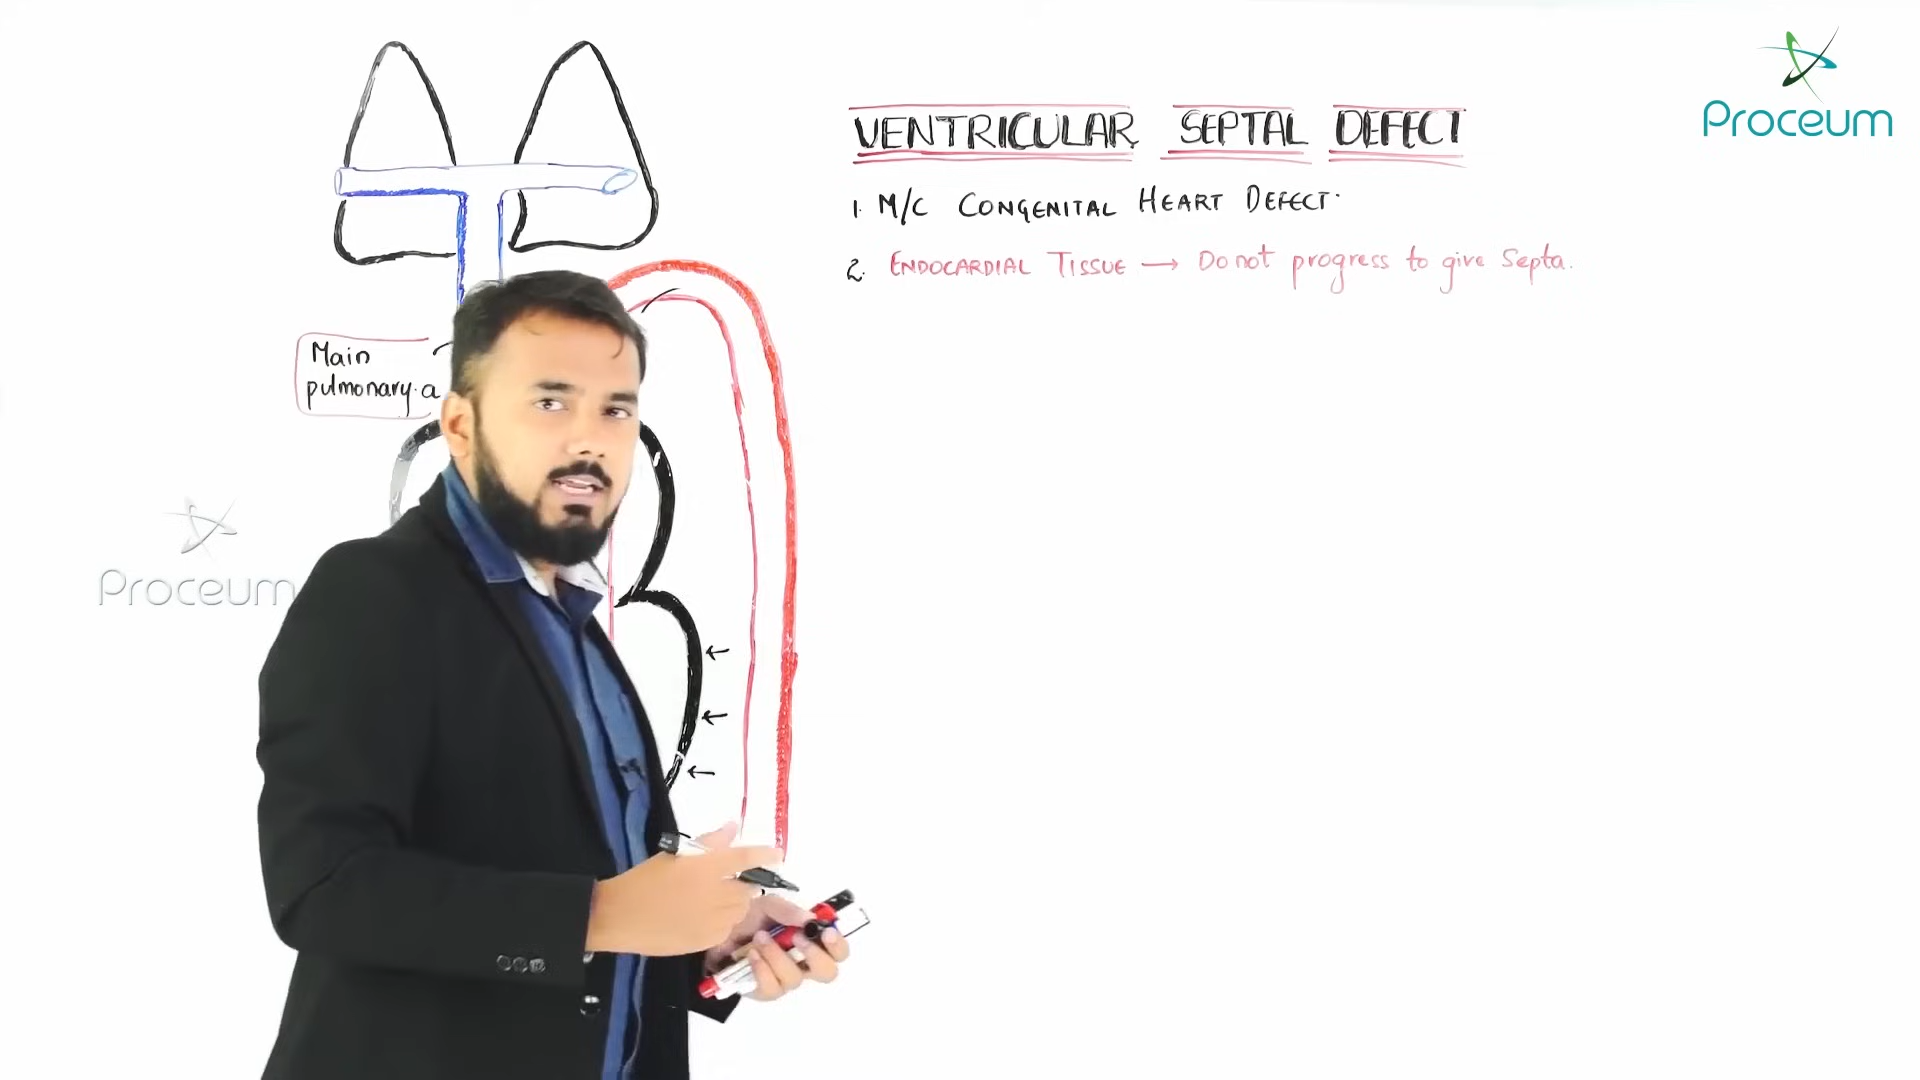 VENTRICULAR SEPTAL DEFECT
1. M/C CONGENITAL HEART DEFECT.
2. ENDOCARDIAL TISSUE → Do not progress to give Septa.
Main
pulmonary.a
Proceum
Proceum